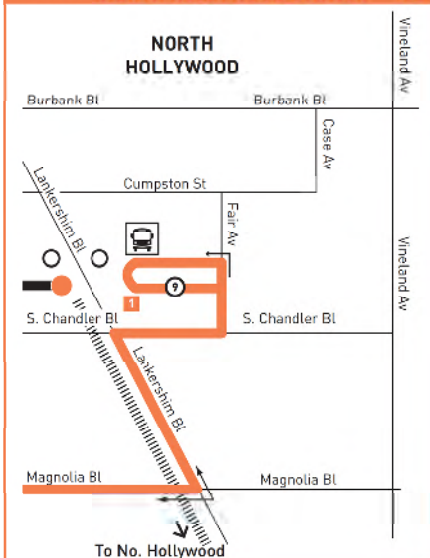 NORTH
HOLLYWOOD
Vineland Av
Burbank Bl
Burbank Bl
Case Av
Lankershim Bl
Cumpston St
Fair Av
Vineland Av
9
1
S. Chandler Bl
S. Chandler Bl
Lankershim Bl
Magnolia Bl
Magnolia Bl
To No. Hollywood